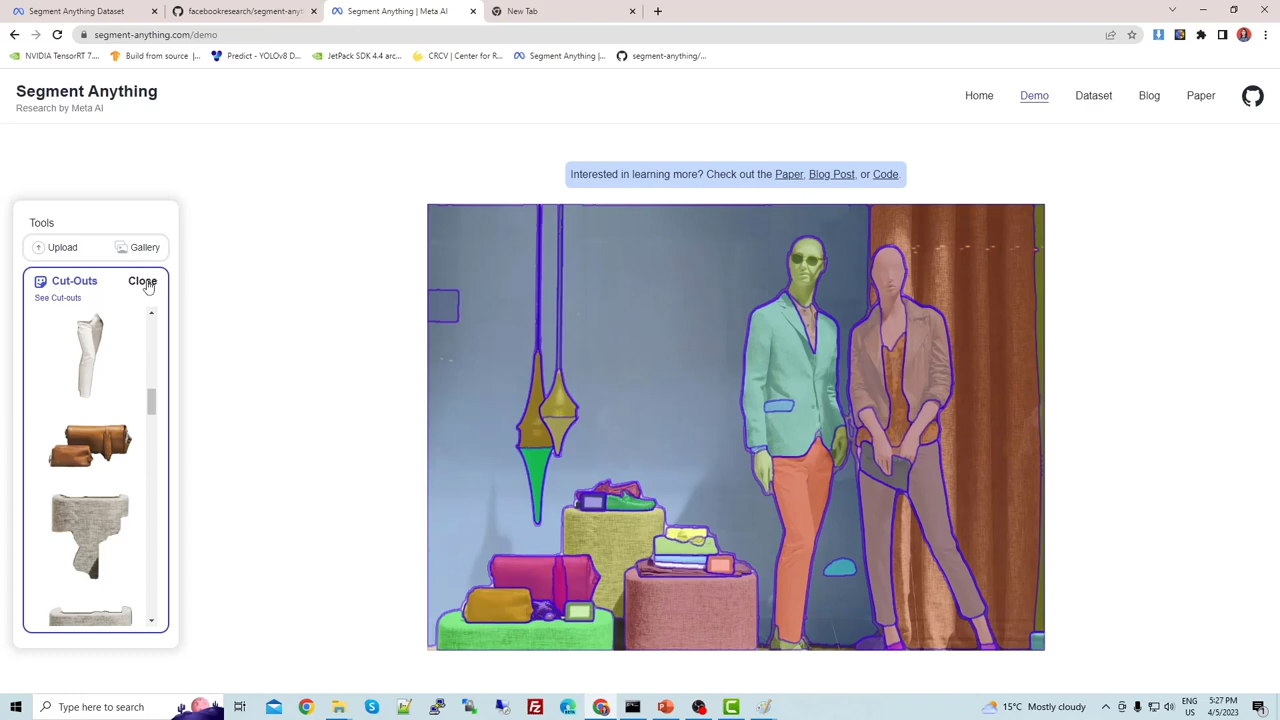 Segment Anything Dataset
facebookresearch/segment-anyth
Segment Anything | Meta AI
New Tab
segment-anything.com/demo
NVIDIA TensorRT 7....
Build from source |...
Predict - YOLOv8 D...
JetPack SDK 4.4 arc...
CRCV | Center for R...
Segment Anything |...
segment-anything/...
Segment Anything
Research by Meta AI
Home
Demo
Dataset
Blog
Paper
Interested in learning more? Check out the Paper, Blog Post, or Code.
Tools
Upload
Gallery
Cut-Outs
Close
See Cut-outs
Type here to search
15°C Mostly cloudy
ENG
US
5:27 PM
4/5/2023